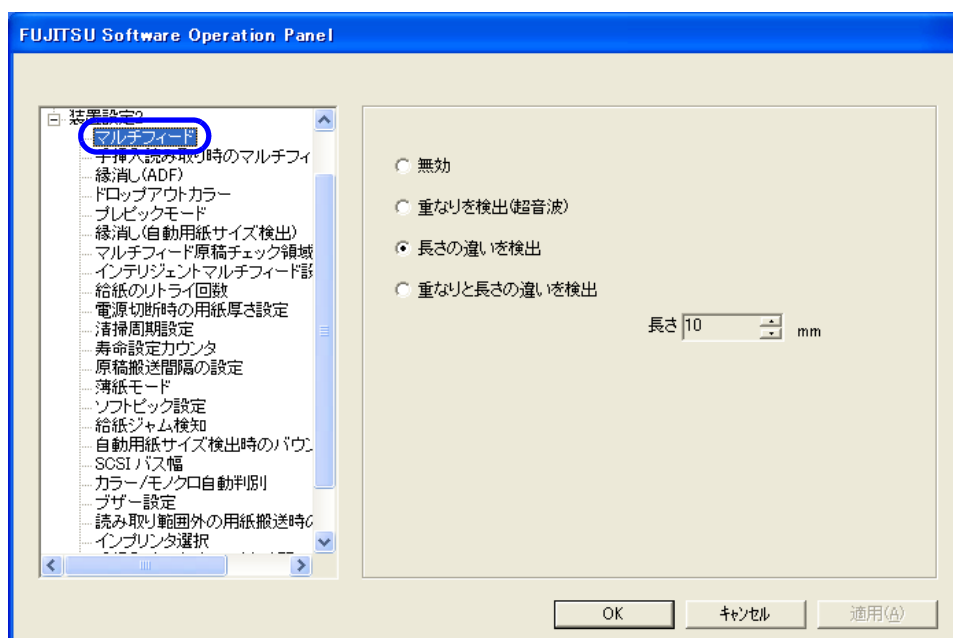 FUJITSU Software Operation Panel
装置設定2
マルチフィード
手挿入読み取り時のマルチフィ
縁消し(ADF)
ドロップアウトカラー
プレピックモード
縁消し(自動用紙サイズ検出)
マルチフィード原稿チェック領域
インテリジェントマルチフィード設
給紙のリトライ回数
電源切断時の用紙厚さ設定
清掃周期設定
寿命設定カウンタ
原稿搬送間隔の設定
薄紙モード
ソフトピック設定
給紙ジャム検知
自動用紙サイズ検出時のバウン
SCSI バス幅
カラー/モノクロ自動判別
ブザー設定
読み取り範囲外の用紙搬送時の
インプリンタ選択
無効
重なりを検出(超音波)
長さの違いを検出
重なりと長さの違いを検出
長さ 10 mm
OK キャンセル 適用(A)